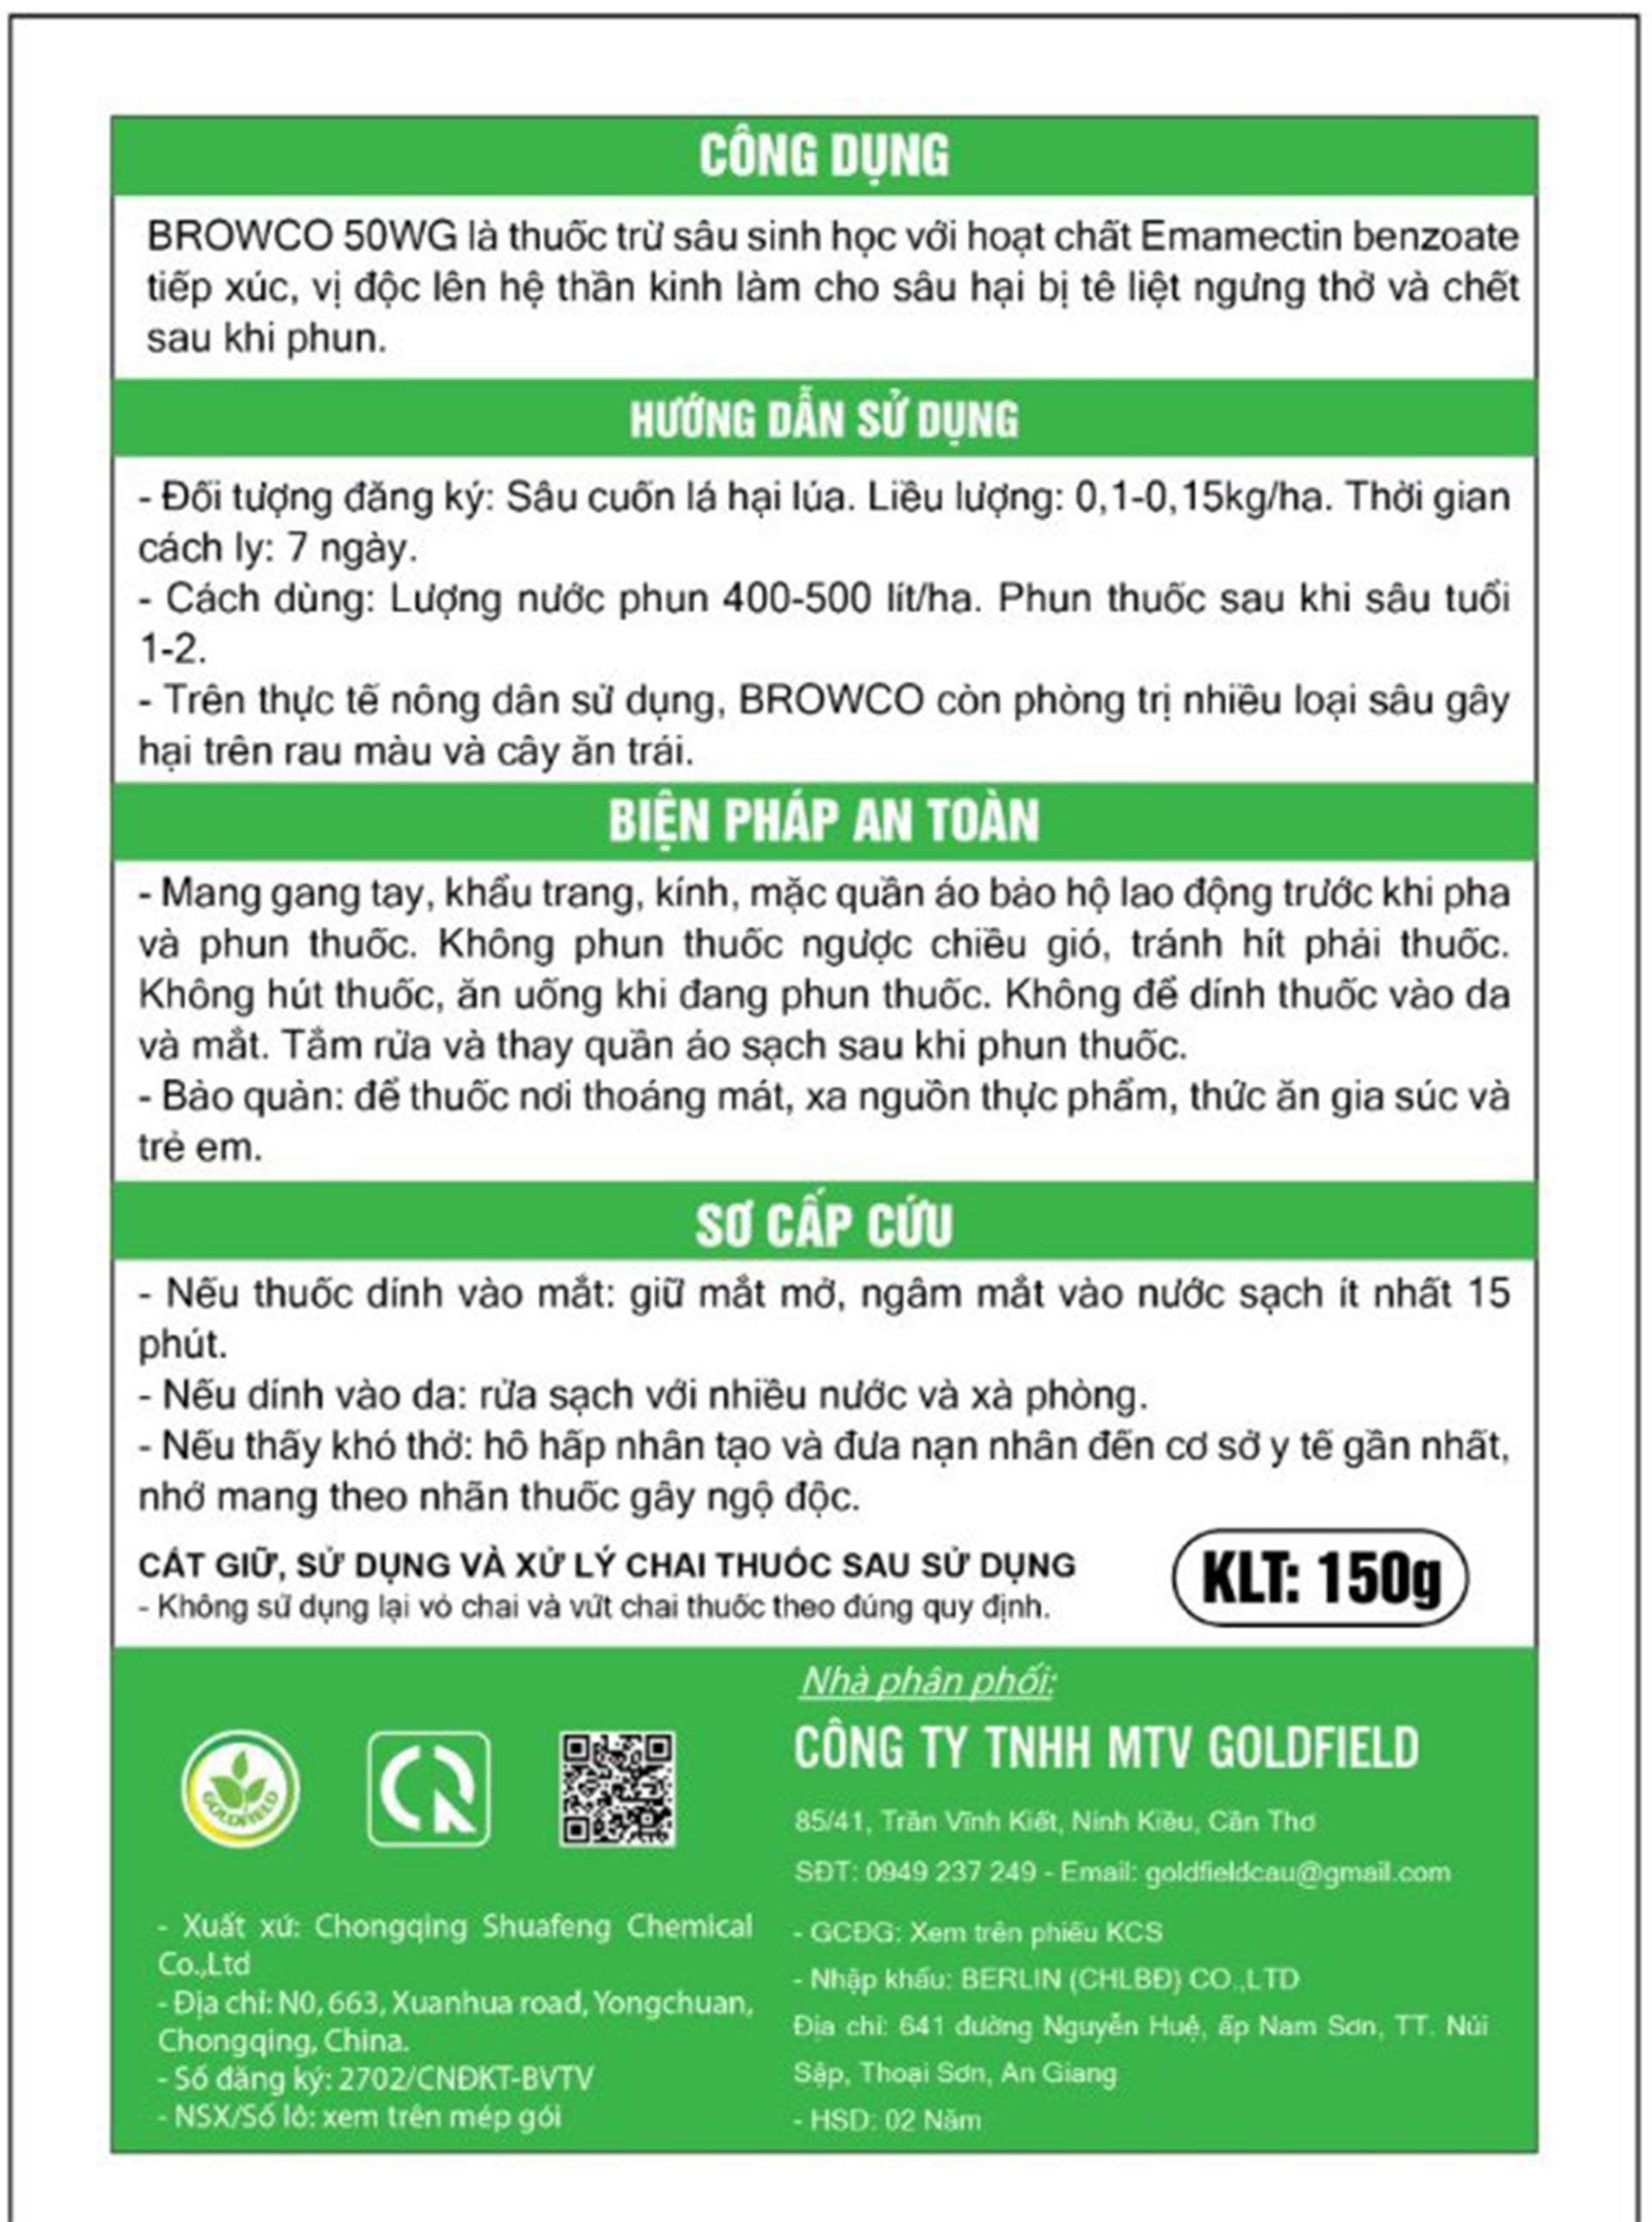 CÔNG DỤNG
BROWCO 50WG là thuốc trừ sâu sinh học với hoạt chất Emamectin benzoate
tiếp xúc, vị độc lên hệ thần kinh làm cho sâu hại bị tê liệt ngưng thở và chết
sau khi phun.
HƯỚNG DẪN SỬ DỤNG
- Đối tượng đăng ký: Sâu cuốn lá hại lúa. Liều lượng: 0,1-0,15kg/ha. Thời gian
cách ly: 7 ngày.
- Cách dùng: Lượng nước phun 400-500 lít/ha. Phun thuốc sau khi sâu tuổi
1-2.
- Trên thực tế nông dân sử dụng, BROWCO còn phòng trị nhiều loại sâu gây
hại trên rau màu và cây ăn trái.
BIỆN PHÁP AN TOÀN
- Mang gang tay, khẩu trang, kính, mặc quần áo bảo hộ lao động trước khi pha
và phun thuốc. Không phun thuốc ngược chiều gió, tránh hít phải thuốc.
Không hút thuốc, ăn uống khi đang phun thuốc. Không để dính thuốc vào da
và mắt. Tắm rửa và thay quần áo sạch sau khi phun thuốc.
- Bảo quản: để thuốc nơi thoáng mát, xa nguồn thực phẩm, thức ăn gia súc và
trẻ em.
SƠ CẤP CỨU
- Nếu thuốc dính vào mắt: giữ mắt mở, ngâm mắt vào nước sạch ít nhất 15
phút.
- Nếu dính vào da: rửa sạch với nhiều nước và xà phòng.
- Nếu thấy khó thở: hô hấp nhân tạo và đưa nạn nhân đến cơ sở y tế gần nhất,
nhớ mang theo nhãn thuốc gây ngộ độc.
CẤT GIỮ, SỬ DỤNG VÀ XỬ LÝ CHAI THUỐC SAU SỬ DỤNG
- Không sử dụng lại vỏ chai và vứt chai thuốc theo đúng quy định.
KLT: 150g
GOLDFIELD
- Xuất xứ: Chongqing Shuafeng Chemical
Co.,Ltd
- Địa chỉ: N0, 663, Xuanhua road, Yongchuan,
Chongqing, China.
- Số đăng ký: 2702/CNĐKT-BVTV
- NSX/Số lô: xem trên mép gói
Nhà phân phối:
CÔNG TY TNHH MTV GOLDFIELD
85/41, Trần Vĩnh Kiết, Ninh Kiều, Cần Thơ
SĐT: 0949 237 249 - Email: goldfieldcau@gmail.com
- GCĐG: Xem trên phiếu KCS
- Nhập khẩu: BERLIN (CHLBĐ) CO.,LTD
Địa chỉ: 641 đường Nguyễn Huệ, ấp Nam Sơn, TT. Núi
Sập, Thoại Sơn, An Giang
- HSD: 02 Năm